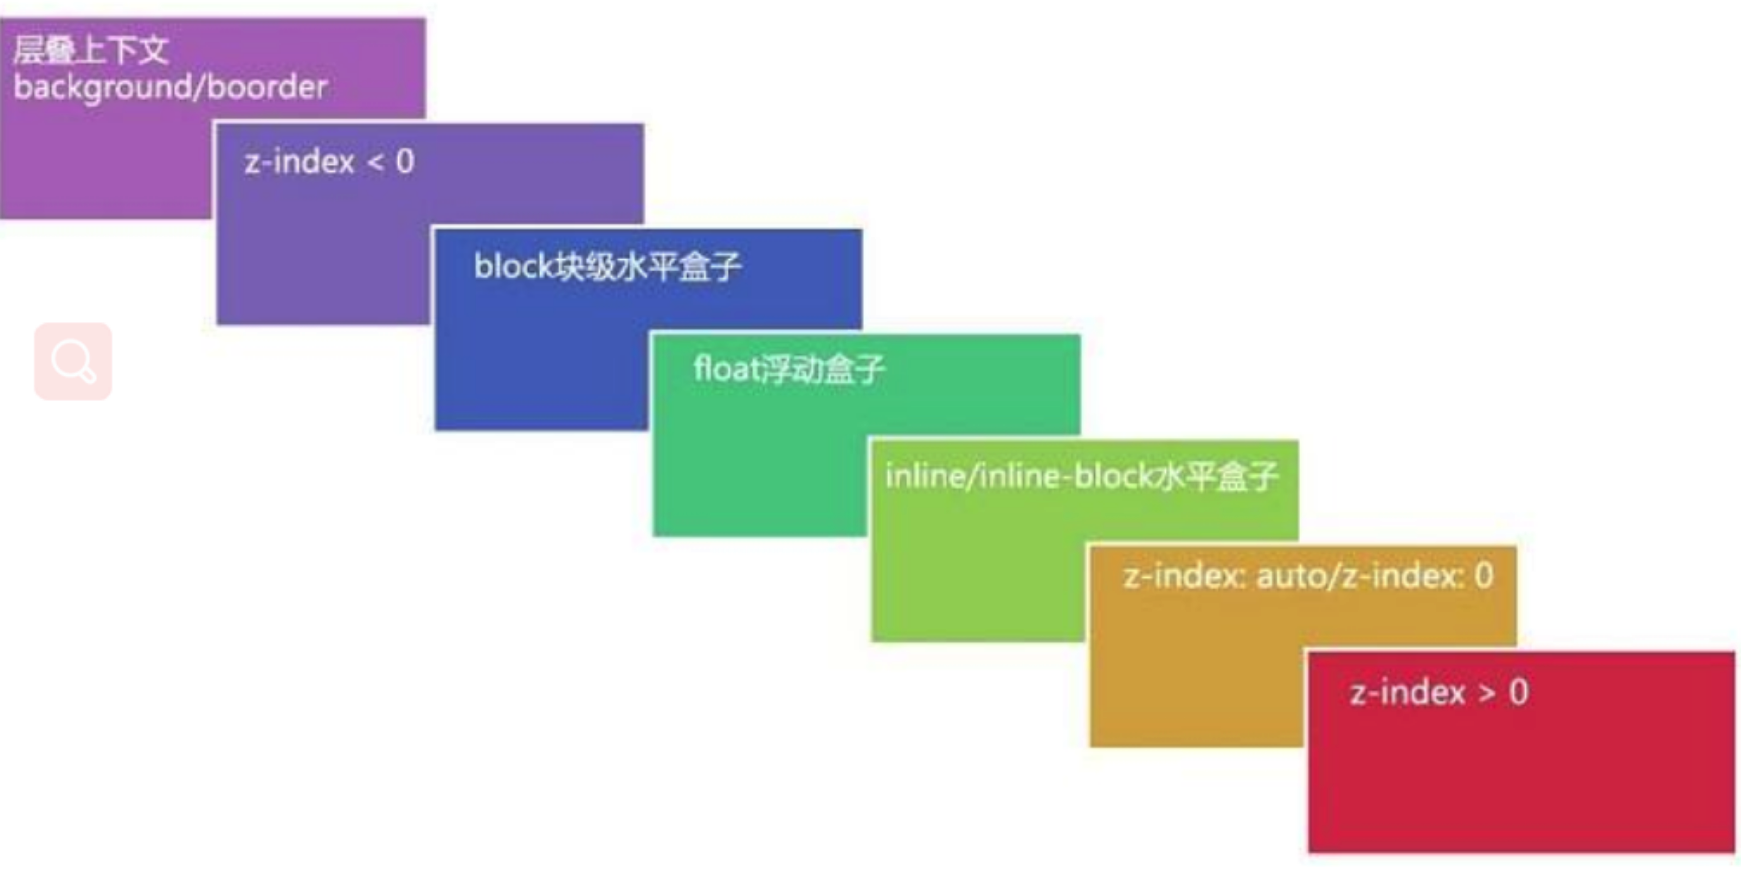 层叠上下文
background/boorder
z-index < 0
block块级水平盒子
float浮动盒子
inline/inline-block水平盒子
z-index: auto/z-index: 0
z-index > 0